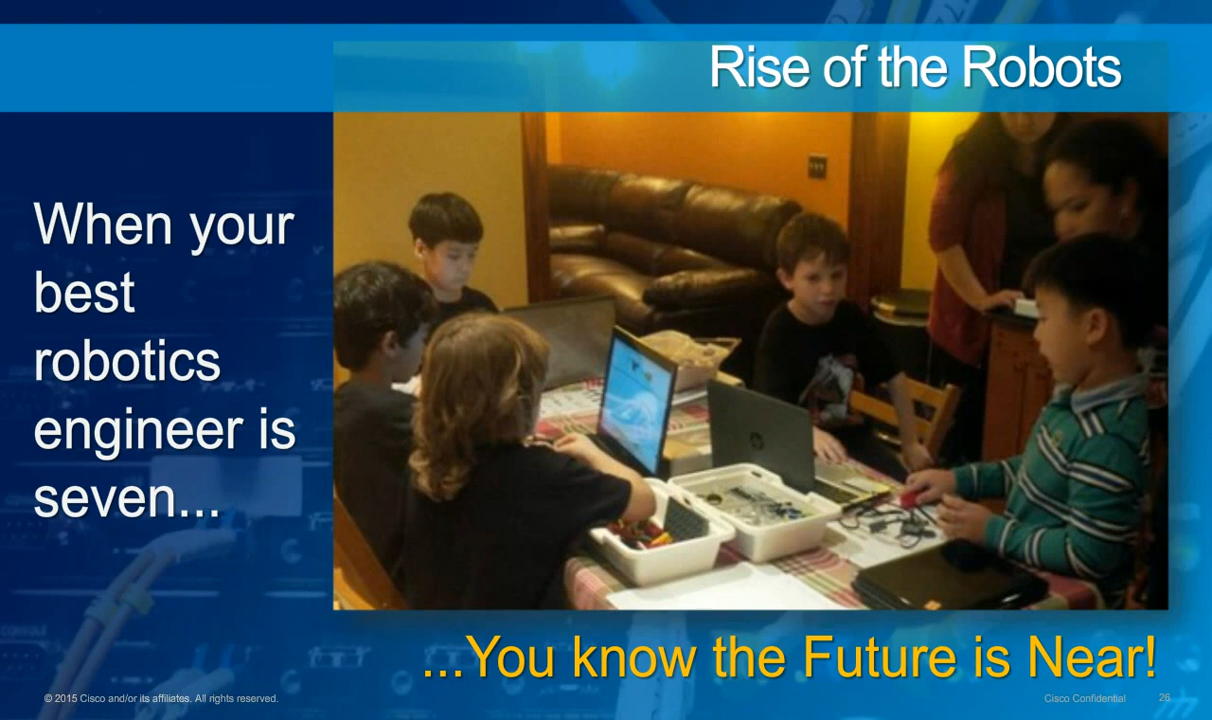 Rise of the Robots
When your
best
robotics
engineer is
seven...
...You know the Future is Near!
© 2015 Cisco and/or its affiliates. All rights reserved.
Cisco Confidential
26